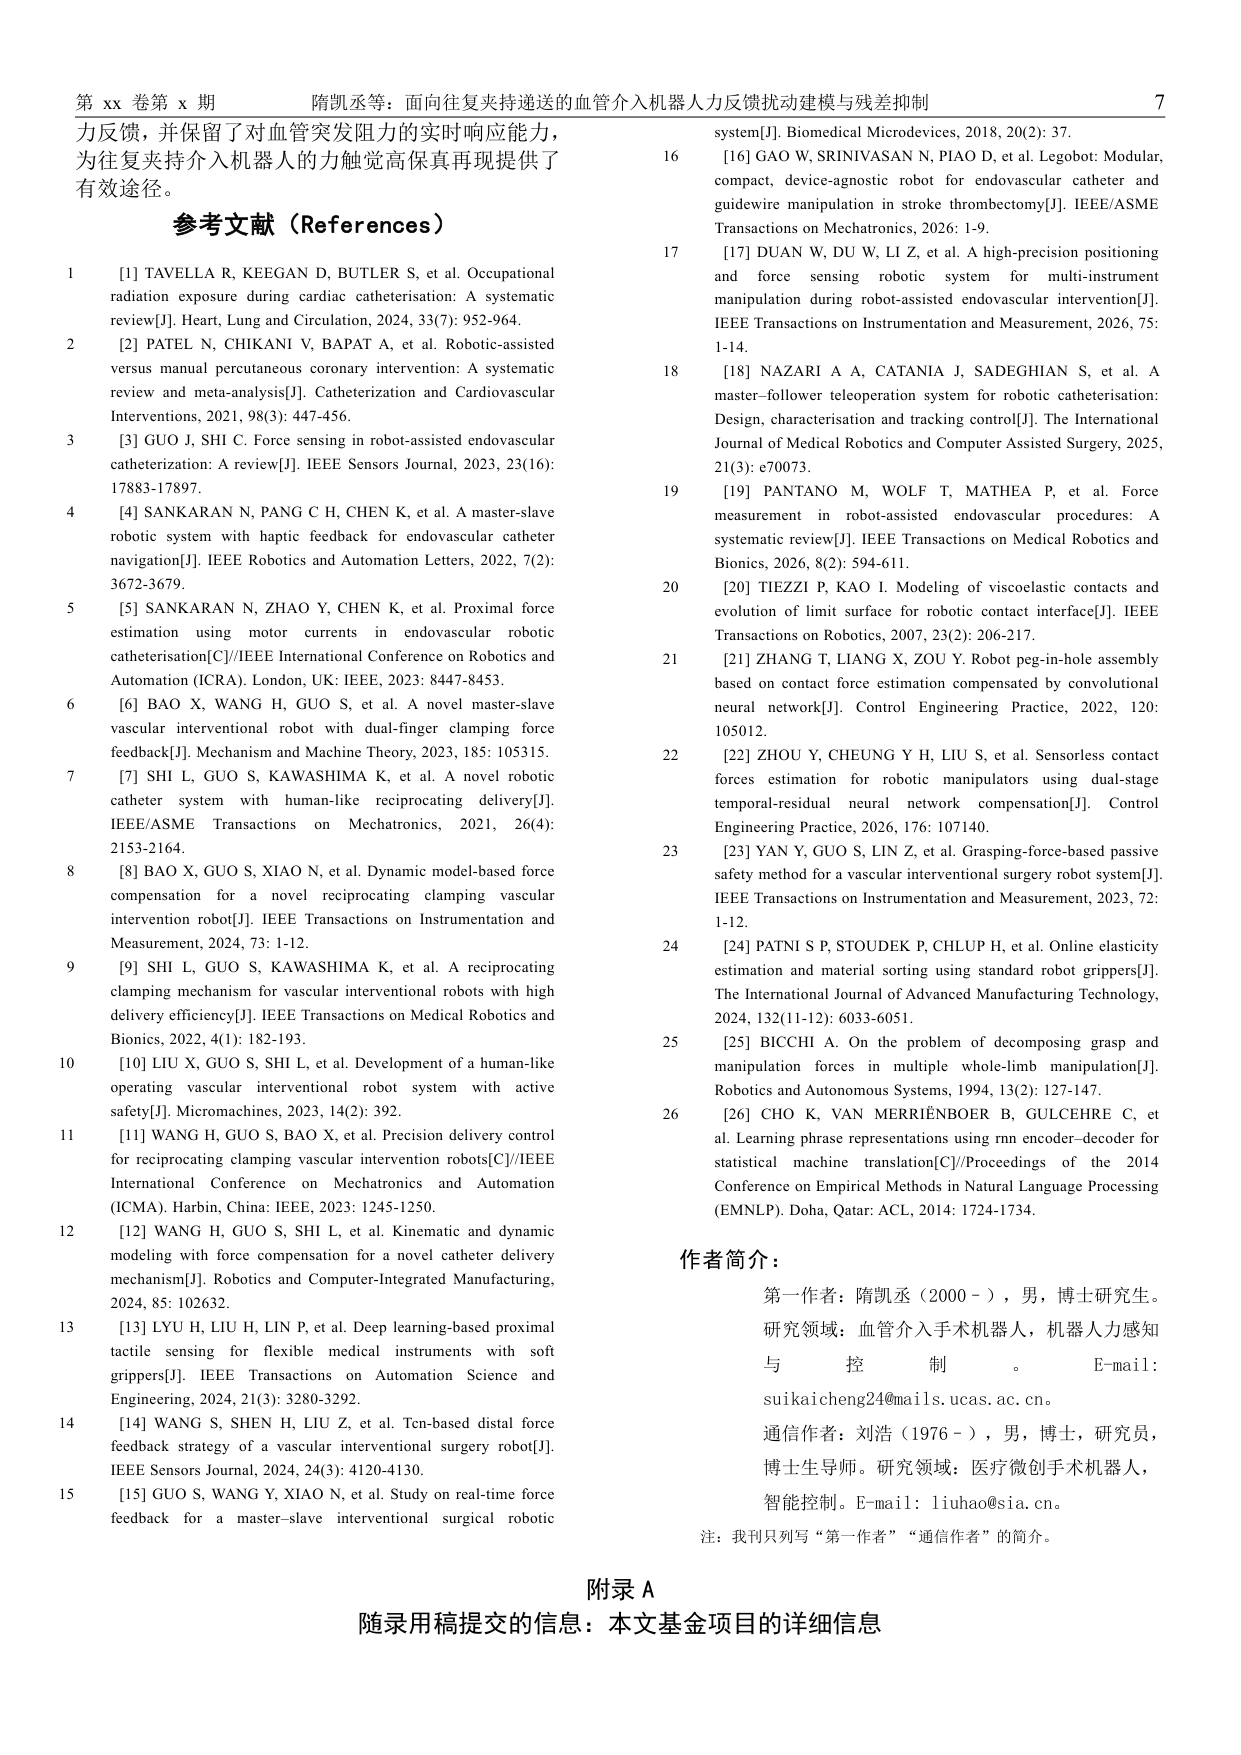 第 xx 卷第 x 期 隋凯丞等：面向往复夹持递送的血管介入机器人力反馈扰动建模与残差抑制 7
力反馈，并保留了对血管突发阻力的实时响应能力，
为往复夹持介入机器人的力触觉高保真再现提供了
有效途径。
参考文献（References）
1 [1] TAVELLA R, KEEGAN D, BUTLER S, et al. Occupational
radiation exposure during cardiac catheterisation: A systematic
review[J]. Heart, Lung and Circulation, 2024, 33(7): 952-964.
2 [2] PATEL N, CHIKANI V, BAPAT A, et al. Robotic-assisted
versus manual percutaneous coronary intervention: A systematic
review and meta-analysis[J]. Catheterization and Cardiovascular
Interventions, 2021, 98(3): 447-456.
3 [3] GUO J, SHI C. Force sensing in robot-assisted endovascular
catheterization: A review[J]. IEEE Sensors Journal, 2023, 23(16):
17883-17897.
4 [4] SANKARAN N, PANG C H, CHEN K, et al. A master-slave
robotic system with haptic feedback for endovascular catheter
navigation[J]. IEEE Robotics and Automation Letters, 2022, 7(2):
3672-3679.
5 [5] SANKARAN N, ZHAO Y, CHEN K, et al. Proximal force
estimation using motor currents in endovascular robotic
catheterisation[C]//IEEE International Conference on Robotics and
Automation (ICRA). London, UK: IEEE, 2023: 8447-8453.
6 [6] BAO X, WANG H, GUO S, et al. A novel master-slave
vascular interventional robot with dual-finger clamping force
feedback[J]. Mechanism and Machine Theory, 2023, 185: 105315.
7 [7] SHI L, GUO S, KAWASHIMA K, et al. A novel robotic
catheter system with human-like reciprocating delivery[J].
IEEE/ASME Transactions on Mechatronics, 2021, 26(4):
2153-2164.
8 [8] BAO X, GUO S, XIAO N, et al. Dynamic model-based force
compensation for a novel reciprocating clamping vascular
intervention robot[J]. IEEE Transactions on Instrumentation and
Measurement, 2024, 73: 1-12.
9 [9] SHI L, GUO S, KAWASHIMA K, et al. A reciprocating
clamping mechanism for vascular interventional robots with high
delivery efficiency[J]. IEEE Transactions on Medical Robotics and
Bionics, 2022, 4(1): 182-193.
10 [10] LIU X, GUO S, SHI L, et al. Development of a human-like
operating vascular interventional robot system with active
safety[J]. Micromachines, 2023, 14(2): 392.
11 [11] WANG H, GUO S, BAO X, et al. Precision delivery control
for reciprocating clamping vascular intervention robots[C]//IEEE
International Conference on Mechatronics and Automation
(ICMA). Harbin, China: IEEE, 2023: 1245-1250.
12 [12] WANG H, GUO S, SHI L, et al. Kinematic and dynamic
modeling with force compensation for a novel catheter delivery
mechanism[J]. Robotics and Computer-Integrated Manufacturing,
2024, 85: 102632.
13 [13] LYU H, LIU H, LIN P, et al. Deep learning-based proximal
tactile sensing for flexible medical instruments with soft
grippers[J]. IEEE Transactions on Automation Science and
Engineering, 2024, 21(3): 3280-3292.
14 [14] WANG S, SHEN H, LIU Z, et al. Tcn-based distal force
feedback strategy of a vascular interventional surgery robot[J].
IEEE Sensors Journal, 2024, 24(3): 4120-4130.
15 [15] GUO S, WANG Y, XIAO N, et al. Study on real-time force
feedback for a master–slave interventional surgical robotic
system[J]. Biomedical Microdevices, 2018, 20(2): 37.
16 [16] GAO W, SRINIVASAN N, PIAO D, et al. Legobot: Modular,
compact, device-agnostic robot for endovascular catheter and
guidewire manipulation in stroke thrombectomy[J]. IEEE/ASME
Transactions on Mechatronics, 2026: 1-9.
17 [17] DUAN W, DU W, LI Z, et al. A high-precision positioning
and force sensing robotic system for multi-instrument
manipulation during robot-assisted endovascular intervention[J].
IEEE Transactions on Instrumentation and Measurement, 2026, 75:
1-14.
18 [18] NAZARI A A, CATANIA J, SADEGHIAN S, et al. A
master–follower teleoperation system for robotic catheterisation:
Design, characterisation and tracking control[J]. The International
Journal of Medical Robotics and Computer Assisted Surgery, 2025,
21(3): e70073.
19 [19] PANTANO M, WOLF T, MATHEA P, et al. Force
measurement in robot-assisted endovascular procedures: A
systematic review[J]. IEEE Transactions on Medical Robotics and
Bionics, 2026, 8(2): 594-611.
20 [20] TIEZZI P, KAO I. Modeling of viscoelastic contacts and
evolution of limit surface for robotic contact interface[J]. IEEE
Transactions on Robotics, 2007, 23(2): 206-217.
21 [21] ZHANG T, LIANG X, ZOU Y. Robot peg-in-hole assembly
based on contact force estimation compensated by convolutional
neural network[J]. Control Engineering Practice, 2022, 120:
105012.
22 [22] ZHOU Y, CHEUNG Y H, LIU S, et al. Sensorless contact
forces estimation for robotic manipulators using dual-stage
temporal-residual neural network compensation[J]. Control
Engineering Practice, 2026, 176: 107140.
23 [23] YAN Y, GUO S, LIN Z, et al. Grasping-force-based passive
safety method for a vascular interventional surgery robot system[J].
IEEE Transactions on Instrumentation and Measurement, 2023, 72:
1-12.
24 [24] PATNI S P, STOUDEK P, CHLUP H, et al. Online elasticity
estimation and material sorting using standard robot grippers[J].
The International Journal of Advanced Manufacturing Technology,
2024, 132(11-12): 6033-6051.
25 [25] BICCHI A. On the problem of decomposing grasp and
manipulation forces in multiple whole-limb manipulation[J].
Robotics and Autonomous Systems, 1994, 13(2): 127-147.
26 [26] CHO K, VAN MERRIËNBOER B, GULCEHRE C, et
al. Learning phrase representations using rnn encoder–decoder for
statistical machine translation[C]//Proceedings of the 2014
Conference on Empirical Methods in Natural Language Processing
(EMNLP). Doha, Qatar: ACL, 2014: 1724-1734.
作者简介：
第一作者：隋凯丞（2000－），男，博士研究生。
研究领域：血管介入手术机器人，机器人力感知
与控制。E-mail:
suikaicheng24@mails.ucas.ac.cn。
通信作者：刘浩（1976－），男，博士，研究员，
博士生导师。研究领域：医疗微创手术机器人，
智能控制。E-mail: liuhao@sia.cn。
注：我刊只列写“第一作者”“通信作者”的简介。
附录 A
随录用稿提交的信息：本文基金项目的详细信息